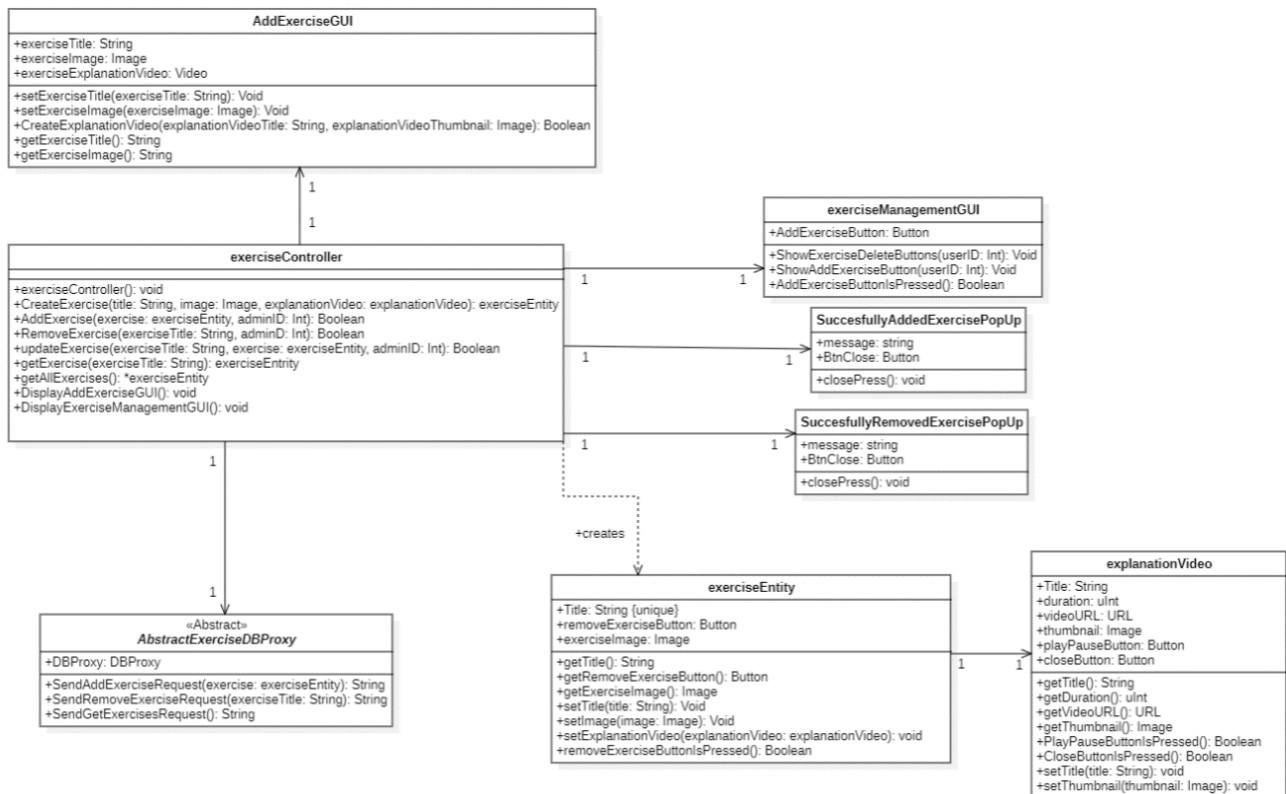 AddExerciseGUI
+exerciseTitle: String
+exerciseImage: Image
+exerciseExplanationVideo: Video
+setExerciseTitle(exerciseTitle: String): Void
+setExerciseImage(exerciseImage: Image): Void
+CreateExplanationVideo(explanationVideoTitle: String, explanationVideoThumbnail: Image): Boolean
+getExerciseTitle(): String
+getExerciseImage(): String
1
1
exerciseController
+exerciseController(): void
+CreateExercise(title: String, image: Image, explanationVideo: explanationVideo): exerciseEntity
+AddExercise(exercise: exerciseEntity, adminID: Int): Boolean
+RemoveExercise(exerciseTitle: String, adminD: Int): Boolean
+updateExercise(exerciseTitle: String, exercise: exerciseEntity, adminID: Int): Boolean
+getExercise(exerciseTitle: String): exerciseEntrity
+getAllExercises(): *exerciseEntity
+DisplayAddExerciseGUI(): void
+DisplayExerciseManagementGUI(): void
1
1
exerciseManagementGUI
+AddExerciseButton: Button
+ShowExerciseDeleteButtons(userID: Int): Void
+ShowAddExerciseButton(userID: Int): Void
+AddExerciseButtonIsPressed(): Boolean
1
1
SuccesfullyAddedExercisePopUp
+message: string
+BtnClose: Button
+closePress(): void
1
1
SuccesfullyRemovedExercisePopUp
+message: string
+BtnClose: Button
+closePress(): void
1
1
«Abstract»
AbstractExerciseDBProxy
+DBProxy: DBProxy
+SendAddExerciseRequest(exercise: exerciseEntity): String
+SendRemoveExerciseRequest(exerciseTitle: String): String
+SendGetExercisesRequest(): String
+creates
exerciseEntity
+Title: String {unique}
+removeExerciseButton: Button
+exerciseImage: Image
+getTitle(): String
+getRemoveExerciseButton(): Button
+getExerciseImage(): Image
+setTitle(title: String): Void
+setImage(image: Image): Void
+setExplanationVideo(explanationVideo: explanationVideo): void
+removeExerciseButtonIsPressed(): Boolean
1
1
explanationVideo
+Title: String
+duration: uInt
+videoURL: URL
+thumbnail: Image
+playPauseButton: Button
+closeButton: Button
+getTitle(): String
+getDuration(): uInt
+getVideoURL(): URL
+getThumbnail(): Image
+PlayPauseButtonIsPressed(): Boolean
+CloseButtonIsPressed(): Boolean
+setTitle(title: String): void
+setThumbnail(thumbnail: Image): void